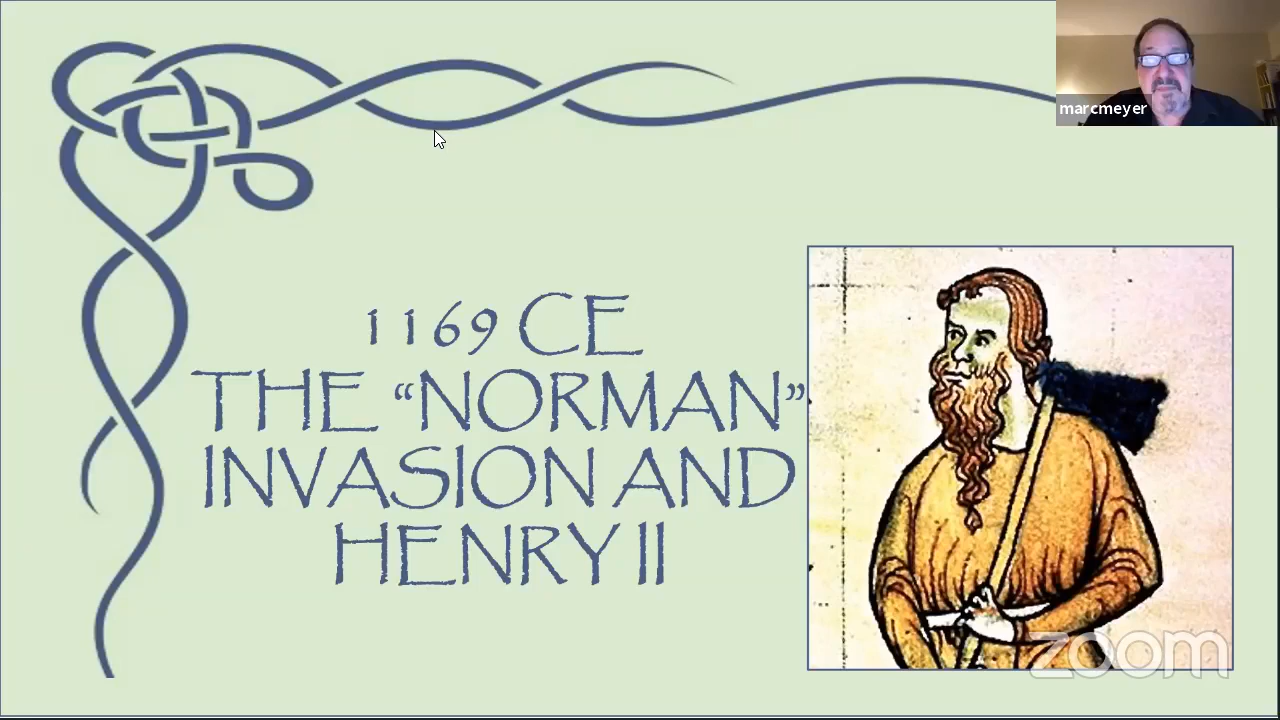 marcmeyer
1169 CE
THE “NORMAN”
INVASION AND
HENRY II
zoom